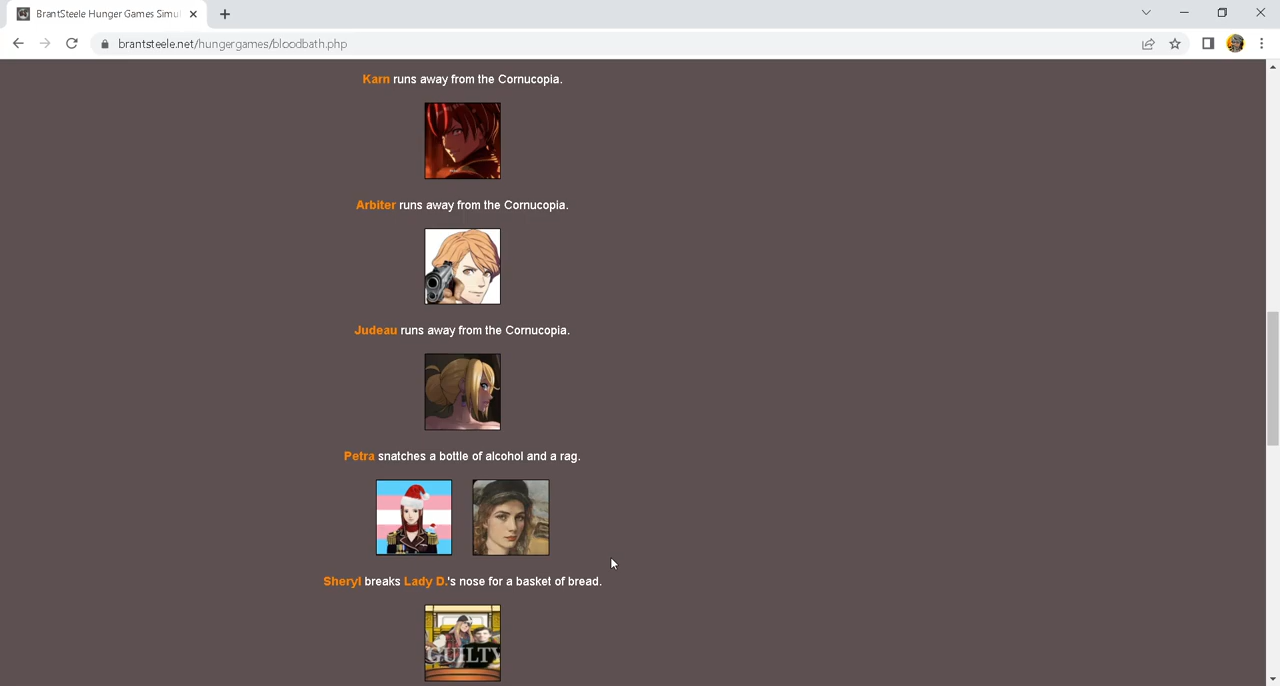 BrantSteele Hunger Games Simul
brantsteele.net/hungergames/bloodbath.php
Karn runs away from the Cornucopia.
Arbiter runs away from the Cornucopia.
Judeau runs away from the Cornucopia.
Petra snatches a bottle of alcohol and a rag.
Sheryl breaks Lady D.'s nose for a basket of bread.
GUILTY